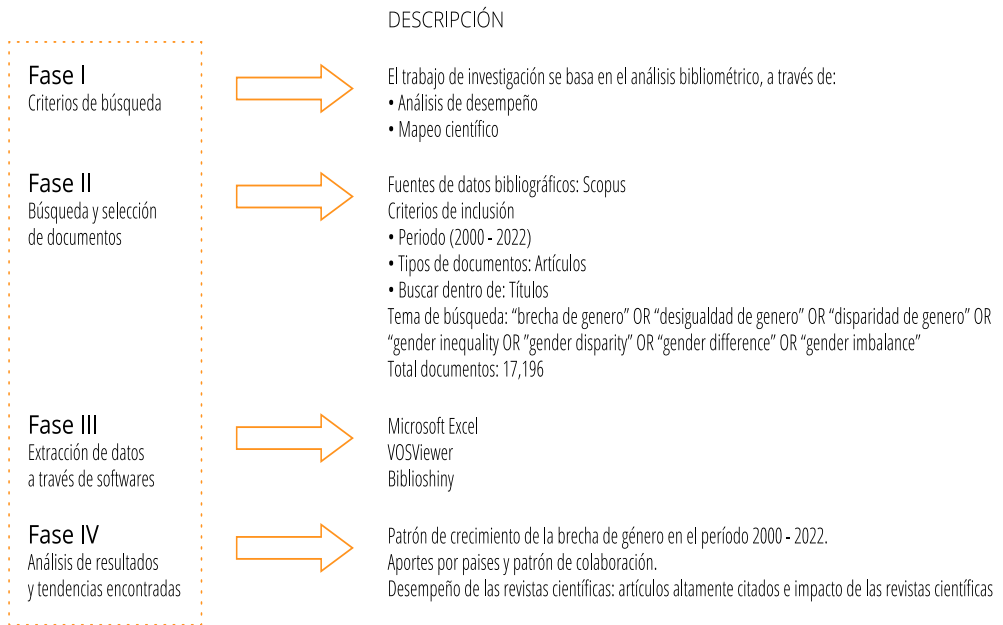 DESCRIPCIÓN
Fase I
Criterios de búsqueda
El trabajo de investigación se basa en el análisis bibliométrico, a través de:
• Análisis de desempeño
• Mapeo científico
Fase II
Búsqueda y selección
de documentos
Fuentes de datos bibliográficos: Scopus
Criterios de inclusión
• Periodo (2000 - 2022)
• Tipos de documentos: Artículos
• Buscar dentro de: Títulos
Tema de búsqueda: “brecha de genero” OR “desigualdad de genero” OR “disparidad de genero” OR
“gender inequality OR ”gender disparity” OR “gender difference” OR “gender imbalance”
Total documentos: 17,196
Fase III
Extracción de datos
a través de softwares
Microsoft Excel
VOSViewer
Biblioshiny
Fase IV
Análisis de resultados
y tendencias encontradas
Patrón de crecimiento de la brecha de género en el período 2000 - 2022.
Aportes por paises y patrón de colaboración.
Desempeño de las revistas científicas: artículos altamente citados e impacto de las revistas científicas